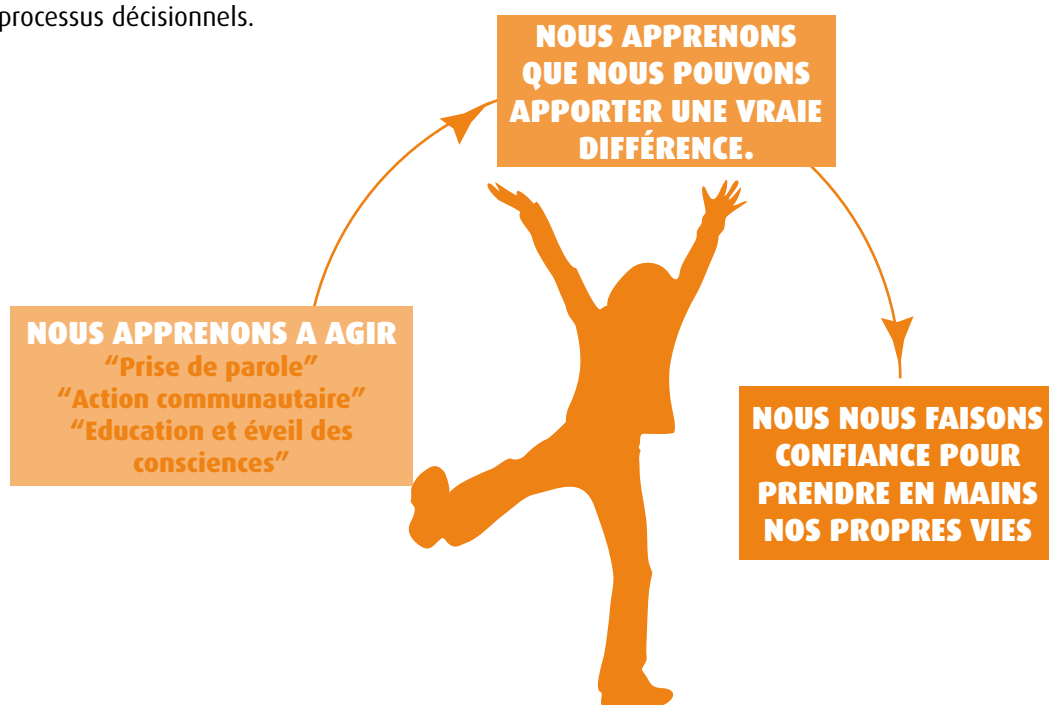 processus décisionnels.
NOUS APPRENONS
QUE NOUS POUVONS
APPORTER UNE VRAIE
DIFFÉRENCE.
NOUS APPRENONS A AGIR
“Prise de parole”
“Action communautaire”
“Education et éveil des
consciences”
NOUS NOUS FAISONS
CONFIANCE POUR
PRENDRE EN MAINS
NOS PROPRES VIES